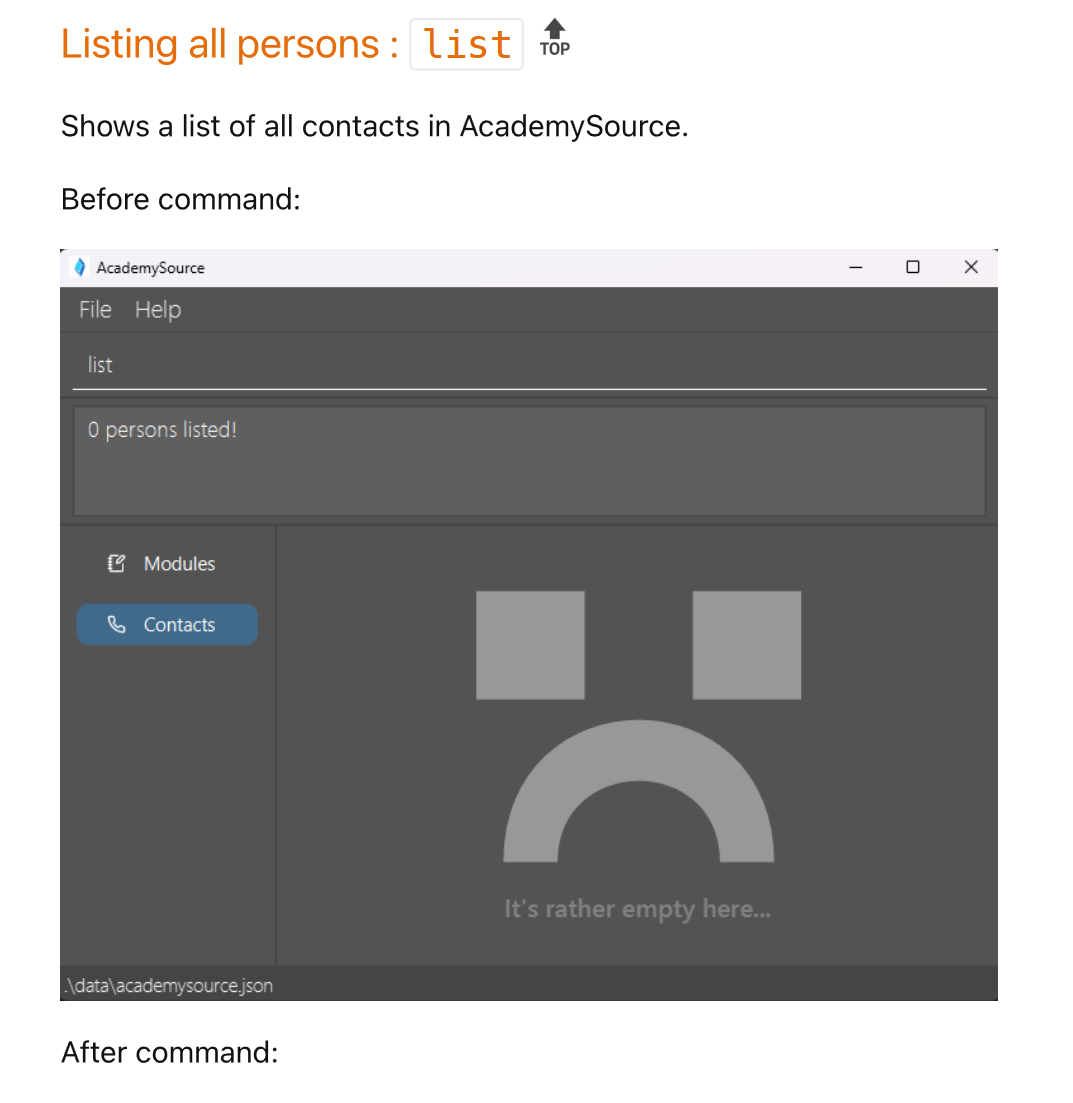 Listing all persons : list TOP
Shows a list of all contacts in AcademySource.
Before command:
AcademySource
File Help
list
0 persons listed!
Modules
Contacts
It's rather empty here...
.\data\academysource.json
After command: